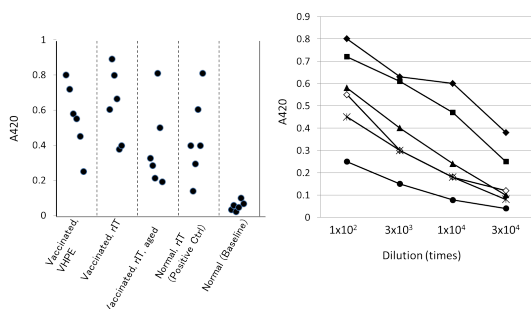 1
0.8
0.6
0.4
0.2
0
A420
Vaccinated,
VHPE
Vaccinated, rIT
Vaccinated, rIT, aged
Normal, rIT
(Positive Ctrl)
Normal (Baseline)
0.9
0.8
0.7
0.6
0.5
0.4
0.3
0.2
0.1
0
A420
1x10²
3x10³
1x10⁴
3x10⁴
Dilution (times)